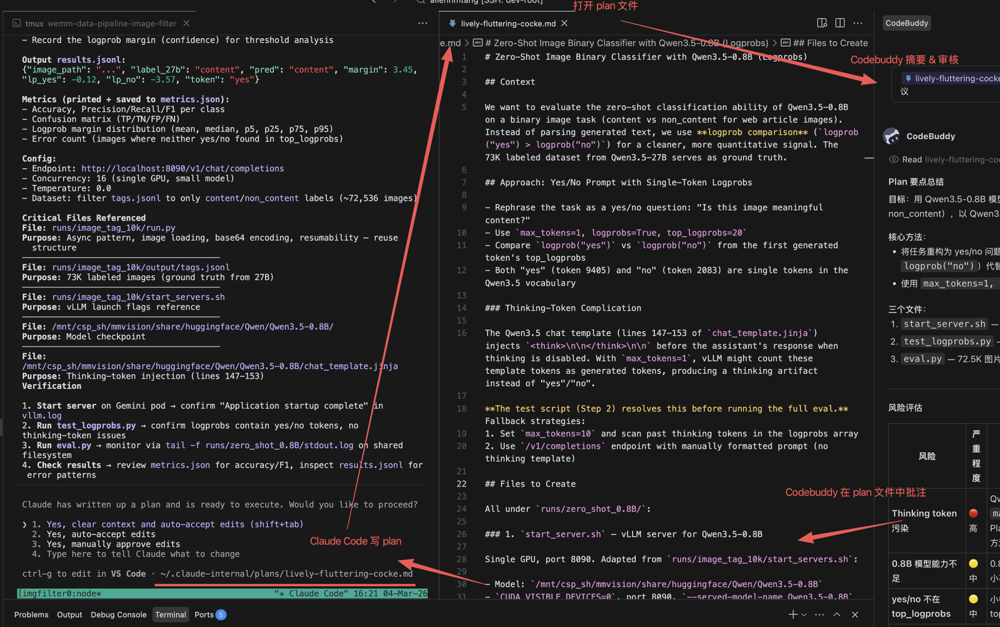 allennmtang [SSH: dev-root]
打开 plan 文件
tmux wemm-data-pipeline-image-filter
- Record the logprob margin (confidence) for threshold analysis
Output results.jsonl:
{"image_path": "...", "label_27b": "content", "pred": "content", "margin": 3.45,
"lp_yes": -0.12, "lp_no": -3.57, "token": "yes"}
Metrics (printed + saved to metrics.json):
- Accuracy, Precision/Recall/F1 per class
- Confusion matrix (TP/TN/FP/FN)
- Logprob margin distribution (mean, median, p5, p25, p75, p95)
- Error count (images where neither yes/no found in top_logprobs)
Config:
- Endpoint: http://localhost:8090/v1/chat/completions
- Concurrency: 16 (single GPU, small model)
- Temperature: 0.0
- Dataset: filter tags.jsonl to only content/non_content labels (~72,536 images)
Critical Files Referenced
File: runs/image_tag_10k/run.py
Purpose: Async pattern, image loading, base64 encoding, resumability — reuse
structure
File: runs/image_tag_10k/output/tags.jsonl
Purpose: 73K labeled images (ground truth from 27B)
File: runs/image_tag_10k/start_servers.sh
Purpose: vLLM launch flags reference
File: /mnt/csp_sh/mmvision/share/huggingface/Qwen/Qwen3.5-0.8B/
Purpose: Model checkpoint
File:
/mnt/csp_sh/mmvision/share/huggingface/Qwen/Qwen3.5-0.8B/chat_template.jinja
Purpose: Thinking-token injection (lines 147-153)
Verification
1. Start server on Gemini pod → confirm "Application startup complete" in
vllm.log
2. Run test_logprobs.py → confirm logprobs contain yes/no tokens, no
thinking-token issues
3. Run eval.py → monitor via tail -f runs/zero_shot_0.8B/stdout.log on shared
filesystem
4. Check results → review metrics.json for accuracy/F1, inspect results.jsonl for
error patterns
Claude has written up a plan and is ready to execute. Would you like to proceed?
❯ 1. Yes, clear context and auto-accept edits (shift+tab)
2. Yes, auto-accept edits
3. Yes, manually approve edits
4. Type here to tell Claude what to change
Claude Code 写 plan
ctrl-g to edit in VS Code · ~/.claude-internal/plans/lively-fluttering-cocke.md
[imgfilter0:node* "* Claude Code" 16:21 04-Mar-26
Problems Output Debug Console Terminal Ports 5
lively-fluttering-cocke.md
e.md > # Zero-Shot Image Binary Classifier with Qwen3.5-0.8B (Logprobs) > ## Files to Create
1 # Zero-Shot Image Binary Classifier with Qwen3.5-0.8B (Logprobs)
2
3 ## Context
4
5 We want to evaluate the zero-shot classification ability of Qwen3.5-0.8B
on a binary image task (content vs non_content for web article images).
Instead of parsing generated text, we use **logprob comparison** (`logprob
("yes") > logprob("no")`) for a cleaner, more quantitative signal. The
73K labeled dataset from Qwen3.5-27B serves as ground truth.
6
7 ## Approach: Yes/No Prompt with Single-Token Logprobs
8
9 - Rephrase the task as a yes/no question: "Is this image meaningful
content?"
10 - Use `max_tokens=1, logprobs=True, top_logprobs=20`
11 - Compare `logprob("yes")` vs `logprob("no")` from the first generated
token's top_logprobs
12 - Both "yes" (token 9405) and "no" (token 2083) are single tokens in the
Qwen3.5 vocabulary
13
14 ### Thinking-Token Complication
15
16 The Qwen3.5 chat template (lines 147-153 of `chat_template.jinja`)
injects `<think>\n\n</think>\n\n` before the assistant's response when
thinking is disabled. With `max_tokens=1`, vLLM might count these
template tokens as generated tokens, producing a thinking artifact
instead of "yes"/"no".
17
18 **The test script (Step 2) resolves this before running the full eval.**
Fallback strategies:
19 1. Set `max_tokens=10` and scan past thinking tokens in the logprobs array
20 2. Use `/v1/completions` endpoint with manually formatted prompt (no
thinking template)
21
22 ## Files to Create
23
24 All under `runs/zero_shot_0.8B/`:
25
26 ### 1. `start_server.sh` — vLLM server for Qwen3.5-0.8B
27
28 Single GPU, port 8090. Adapted from `runs/image_tag_10k/start_servers.sh`:
29
30 - Model: `/mnt/csp_sh/mmvision/share/huggingface/Qwen/Qwen3.5-0.8B`
31 - `CUDA_VISIBLE_DEVICES=0`, port 8090, `--served-model-name Qwen3.5-0.8B`
CodeBuddy
Codebuddy 摘要 & 审核
lively-fluttering-cocke
议
CodeBuddy
Read lively-fluttering-co
Plan 要点总结
目标：用 Qwen3.5-0.8B 模
non_content），以 Qwen3
核心方法：
• 将任务重构为 yes/no 问题
logprob("no")）代替
• 使用 max_tokens=1,
三个文件：
1. start_server.sh —
2. test_logprobs.py —
3. eval.py — 72.5K 图片
风险评估
风险 严重程度
Codebuddy 在 plan 文件中批注
Thinking token 污染 高
0.8B 模型能力不足 中
yes/no 不在 top_logprobs 中